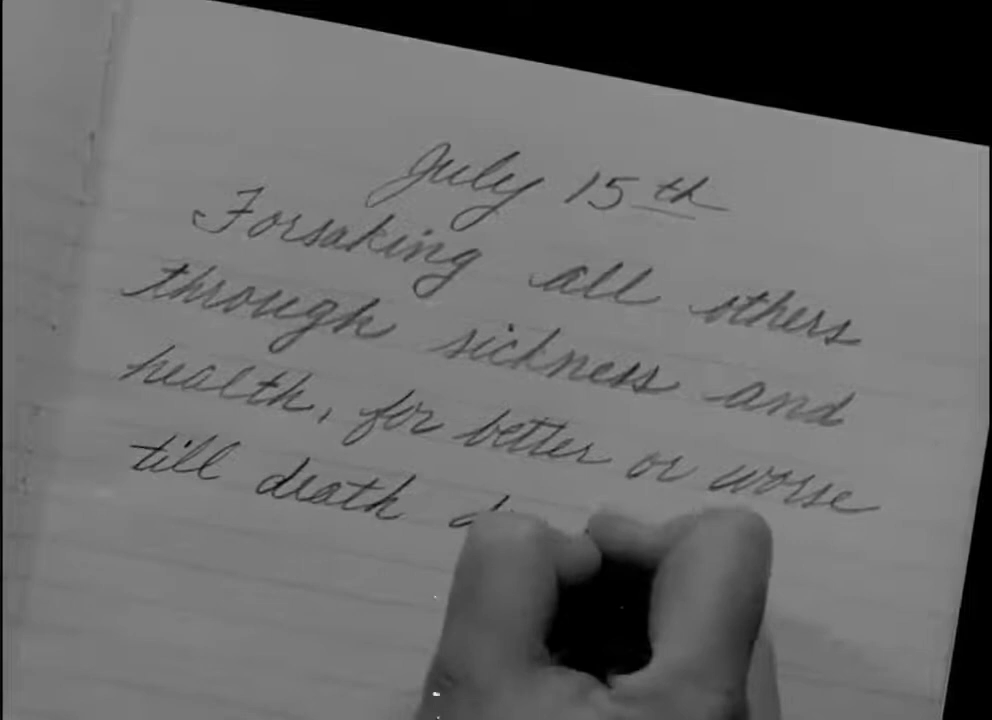 July 15th
Forsaking all others
through sickness and
health, for better or worse
till death